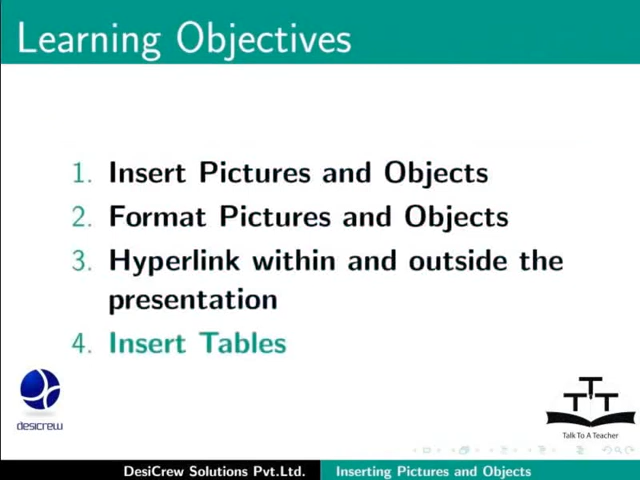 Learning Objectives
1. Insert Pictures and Objects
2. Format Pictures and Objects
3. Hyperlink within and outside the
presentation
4. Insert Tables
desicrew
TTT
Talk To A Teacher
DesiCrew Solutions Pvt.Ltd. Inserting Pictures and Objects